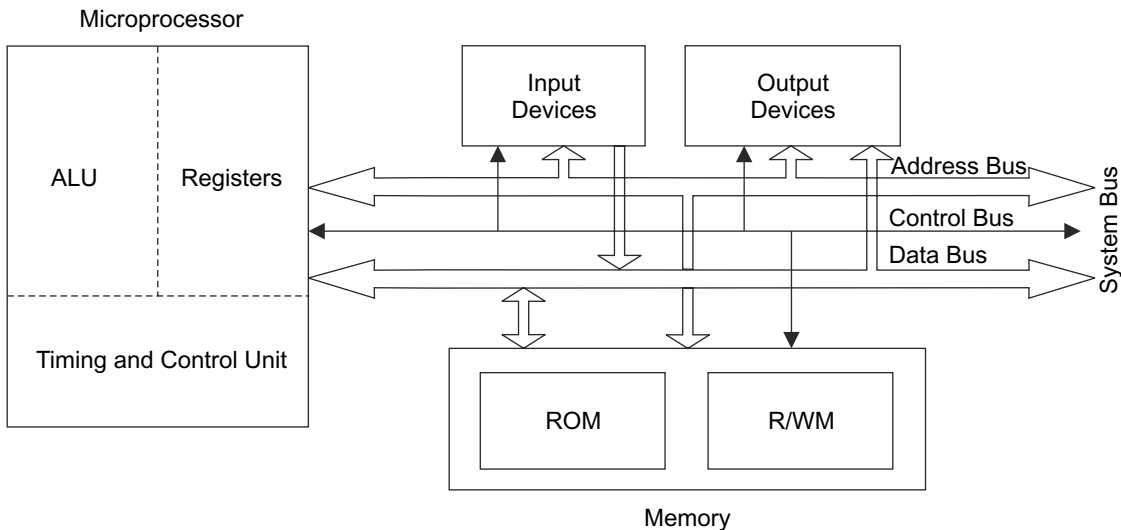 Microprocessor
ALU
Registers
Timing and Control Unit
Input
Devices
Output
Devices
Address Bus
Control Bus
Data Bus
System Bus
ROM
R/WM
Memory